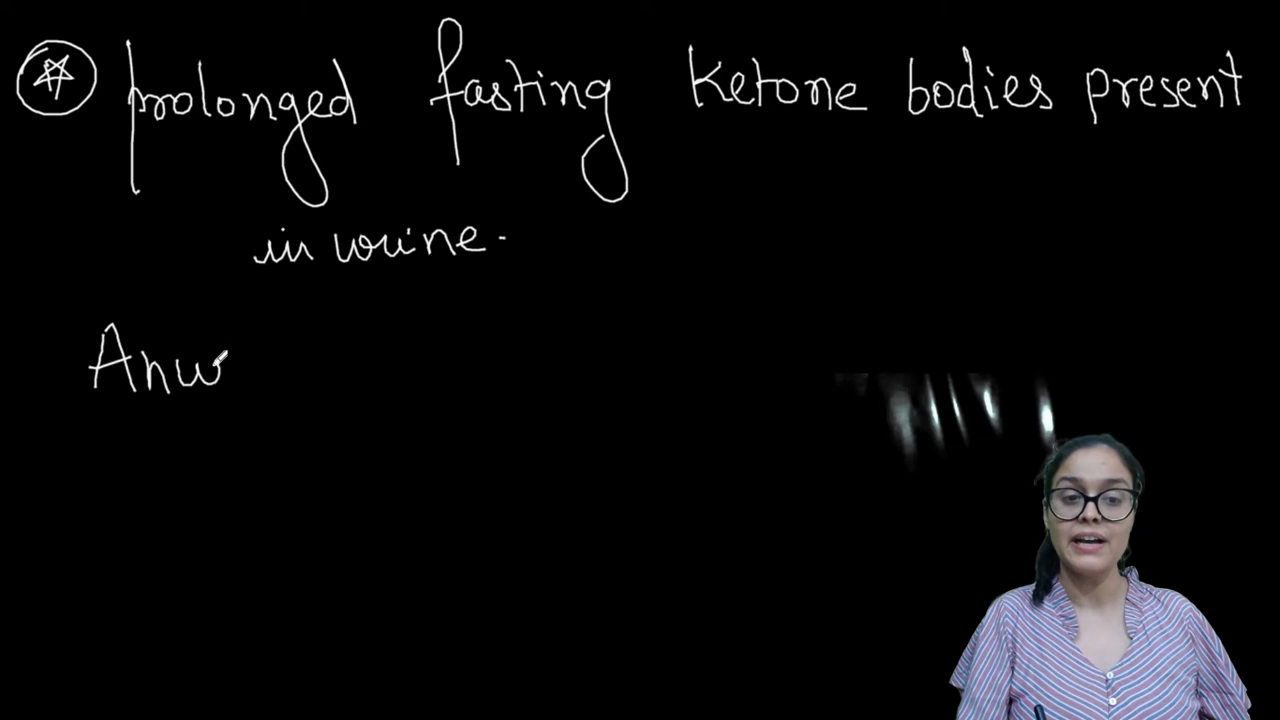 prolonged fasting ketone bodies present
in urine.
Anw